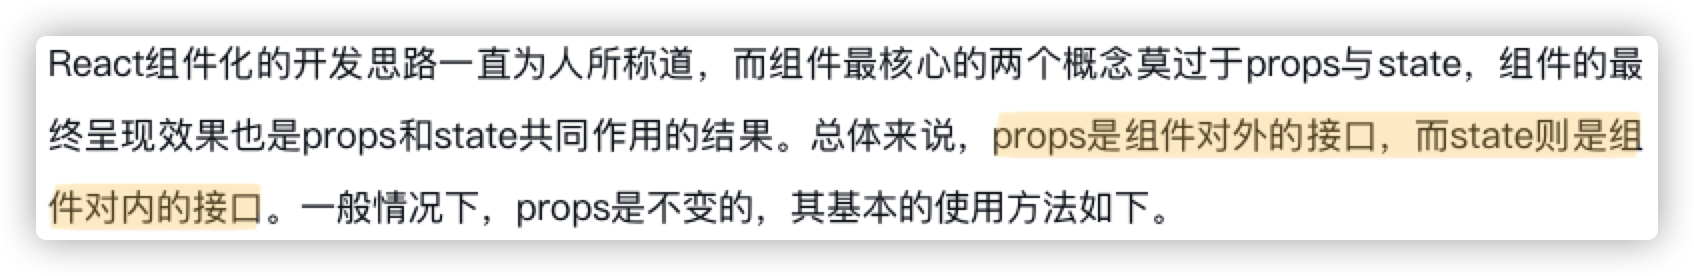 React组件化的开发思路一直为人所称道，而组件最核心的两个概念莫过于props与state，组件的最
终呈现效果也是props和state共同作用的结果。总体来说，props是组件对外的接口，而state则是组
件对内的接口。一般情况下，props是不变的，其基本的使用方法如下。